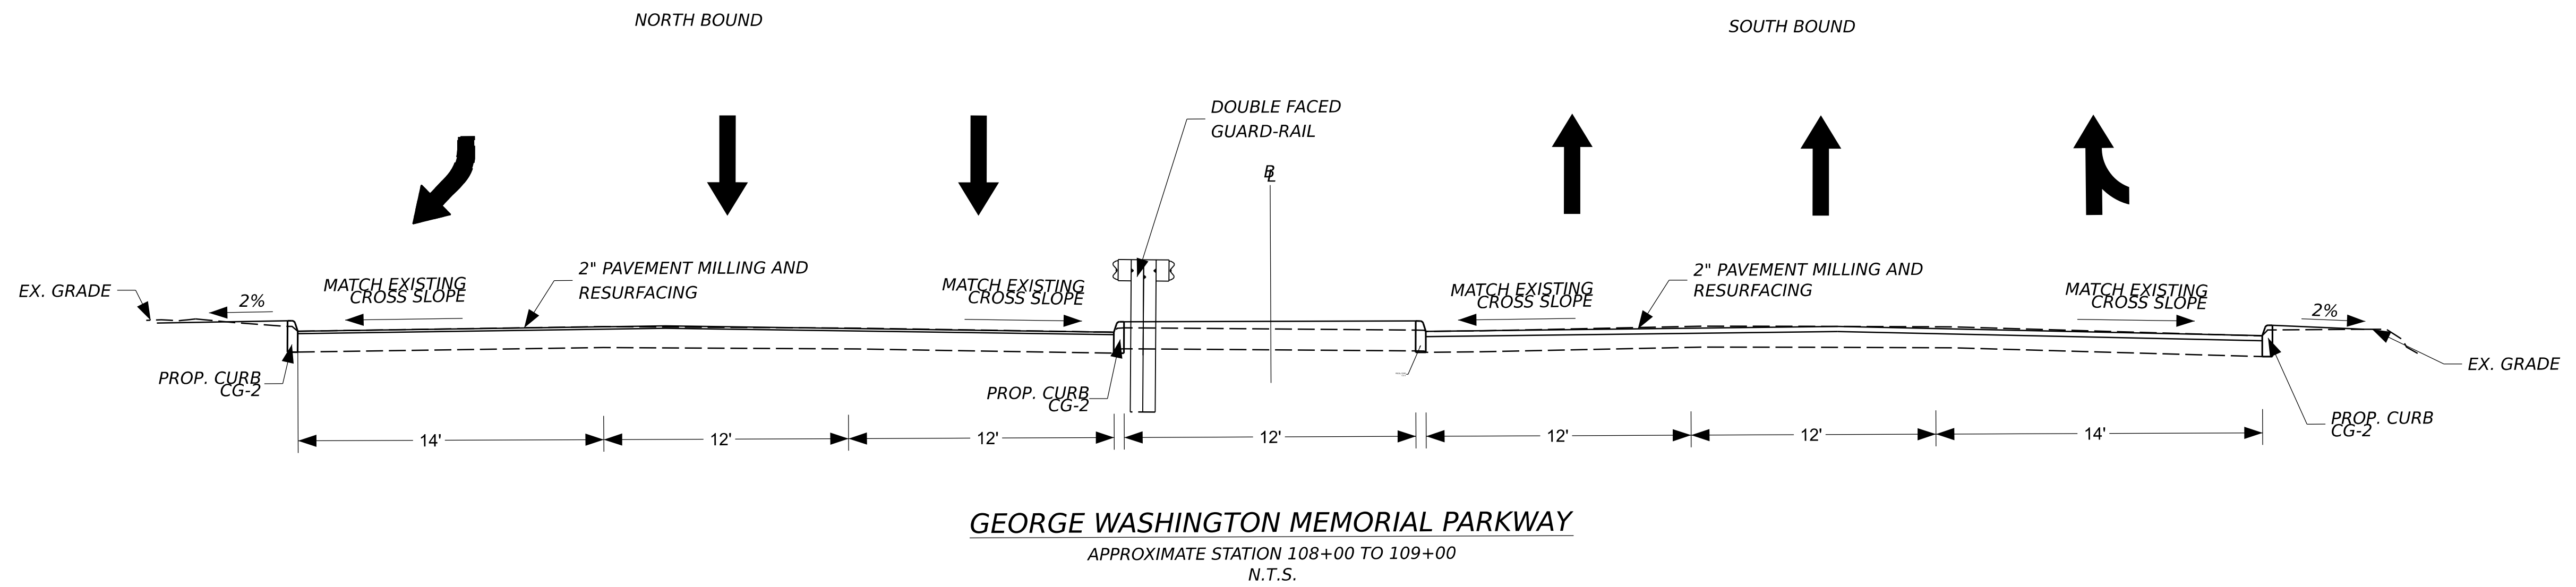 NORTH BOUND
SOUTH BOUND
DOUBLE FACED
GUARD-RAIL
BL
EX. GRADE
2%
MATCH EXISTING
CROSS SLOPE
2" PAVEMENT MILLING AND
RESURFACING
MATCH EXISTING
CROSS SLOPE
MATCH EXISTING
CROSS SLOPE
2" PAVEMENT MILLING AND
RESURFACING
MATCH EXISTING
CROSS SLOPE
2%
EX. GRADE
PROP. CURB
CG-2
PROP. CURB
CG-2
PROP. CURB
CG-2
14'
12'
12'
12'
12'
12'
14'
GEORGE WASHINGTON MEMORIAL PARKWAY
APPROXIMATE STATION 108+00 TO 109+00
N.T.S.